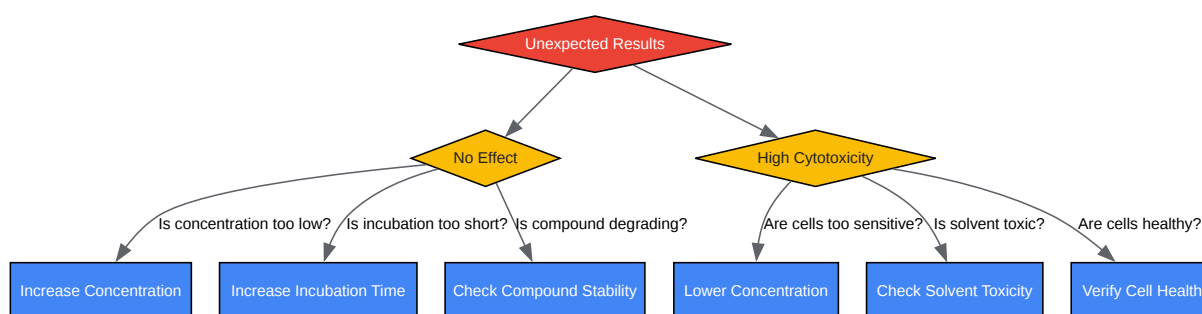 Unexpected Results
No Effect
High Cytotoxicity
Is concentration too low?
Is incubation too short?
Is compound degrading?
Are cells too sensitive?
Is solvent toxic?
Are cells healthy?
Increase Concentration
Increase Incubation Time
Check Compound Stability
Lower Concentration
Check Solvent Toxicity
Verify Cell Health